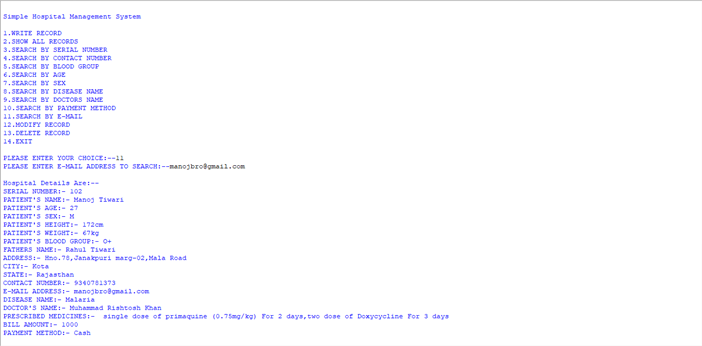 Simple Hospital Management System
1.WRITE RECORD
2.SHOW ALL RECORDS
3.SEARCH BY SERIAL NUMBER
4.SEARCH BY CONTACT NUMBER
5.SEARCH BY BLOOD GROUP
6.SEARCH BY AGE
7.SEARCH BY SEX
8.SEARCH BY DISEASE NAME
9.SEARCH BY DOCTORS NAME
10.SEARCH BY PAYMENT METHOD
11.SEARCH BY E-MAIL
12.MODIFY RECORD
13.DELETE RECORD
14.EXIT
PLEASE ENTER YOUR CHOICE:--11
PLEASE ENTER E-MAIL ADDRESS TO SEARCH:--manojbro@gmail.com
Hospital Details Are:--
SERIAL NUMBER:- 102
PATIENT'S NAME:- Manoj Tiwari
PATIENT'S AGE:- 27
PATIENT'S SEX:- M
PATIENT'S HEIGHT:- 172cm
PATIENT'S WEIGHT:- 67kg
PATIENT'S BLOOD GROUP:- O+
FATHERS NAME:- Rahul Tiwari
ADDRESS:- Hno.78,Janakpuri marg-02,Mala Road
CITY:- Kota
STATE:- Rajasthan
CONTACT NUMBER:- 9340781373
E-MAIL ADDRESS:- manojbro@gmail.com
DISEASE NAME:- Malaria
DOCTOR'S NAME:- Muhammad Rishtosh Khan
PRESCRIBED MEDICINES:-  single dose of primaquine (0.75mg/kg) For 2 days,two dose of Doxycycline For 3 days
BILL AMOUNT:- 1000
PAYMENT METHOD:- Cash